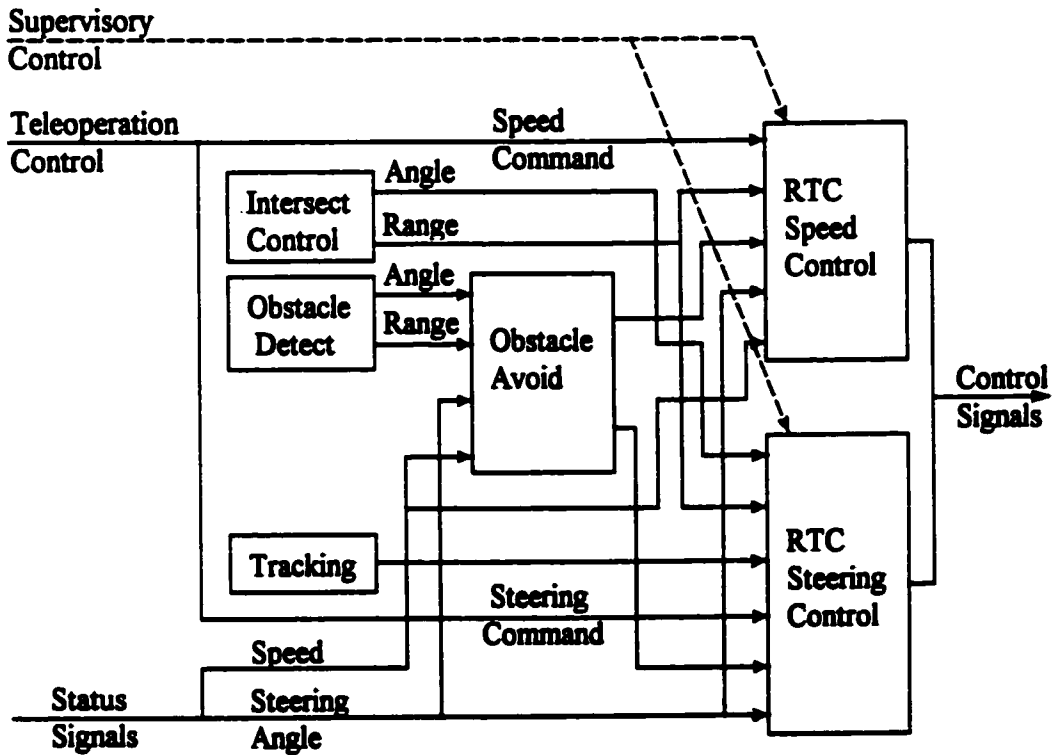 Supervisory
Control
Teleoperation
Control
Speed
Command
Intersect
Control
Angle
Range
RTC
Speed
Control
Obstacle
Detect
Angle
Range
Obstacle
Avoid
Control
Signals
Tracking
RTC
Steering
Control
Steering
Command
Speed
Status
Signals
Steering
Angle